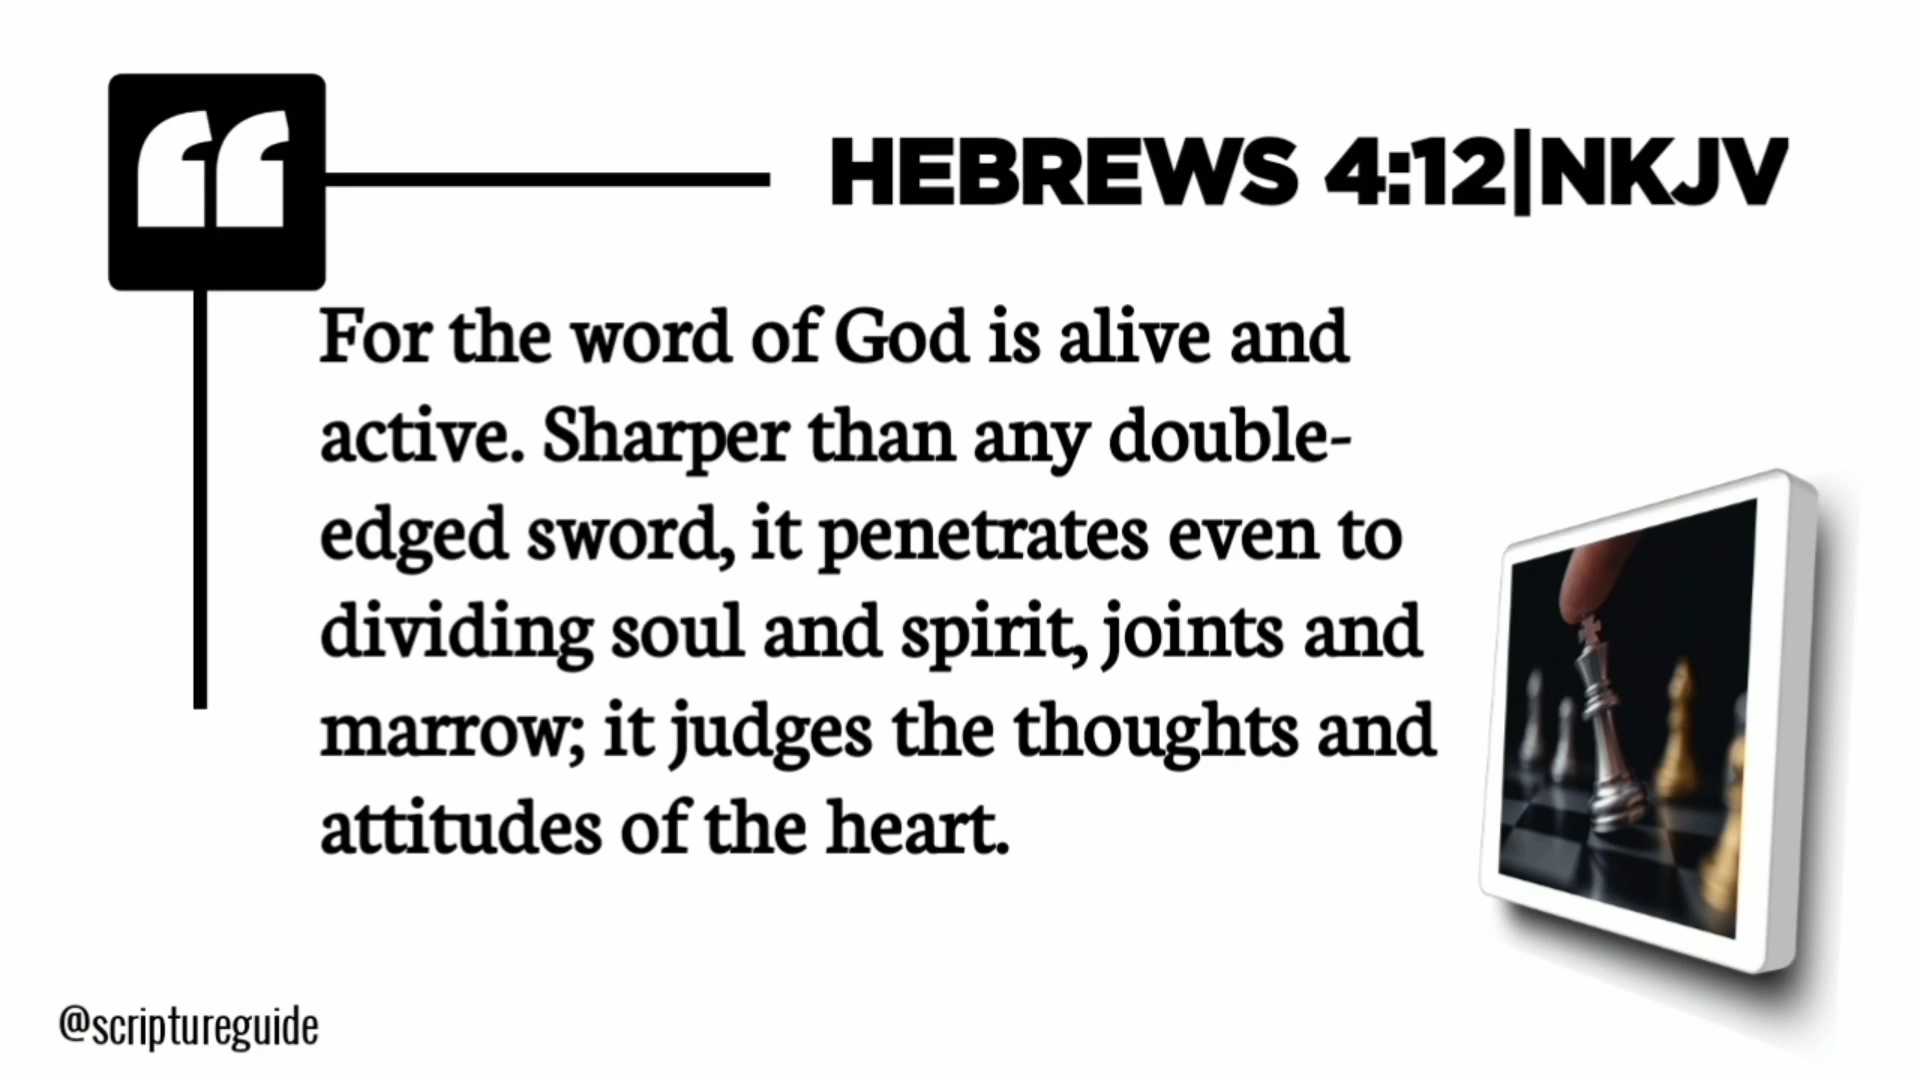 HEBREWS 4:12|NKJV
For the word of God is alive and
active. Sharper than any double-
edged sword, it penetrates even to
dividing soul and spirit, joints and
marrow; it judges the thoughts and
attitudes of the heart.
@scriptureguide